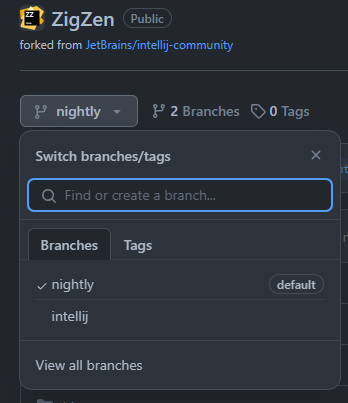 ZZ
ZigZen Public
forked from JetBrains/intellij-community
nightly 2 Branches 0 Tags
Switch branches/tags
Find or create a branch...
Branches Tags
nightly default
intellij
View all branches